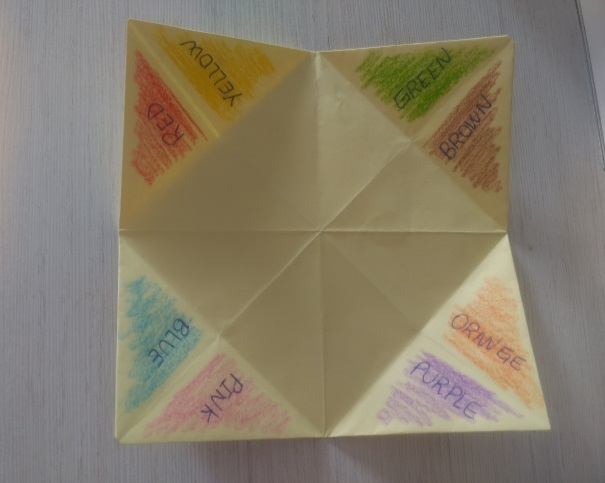 YELLOW
RED
GREEN
BROWN
BLUE
PINK
ORANGE
PURPLE